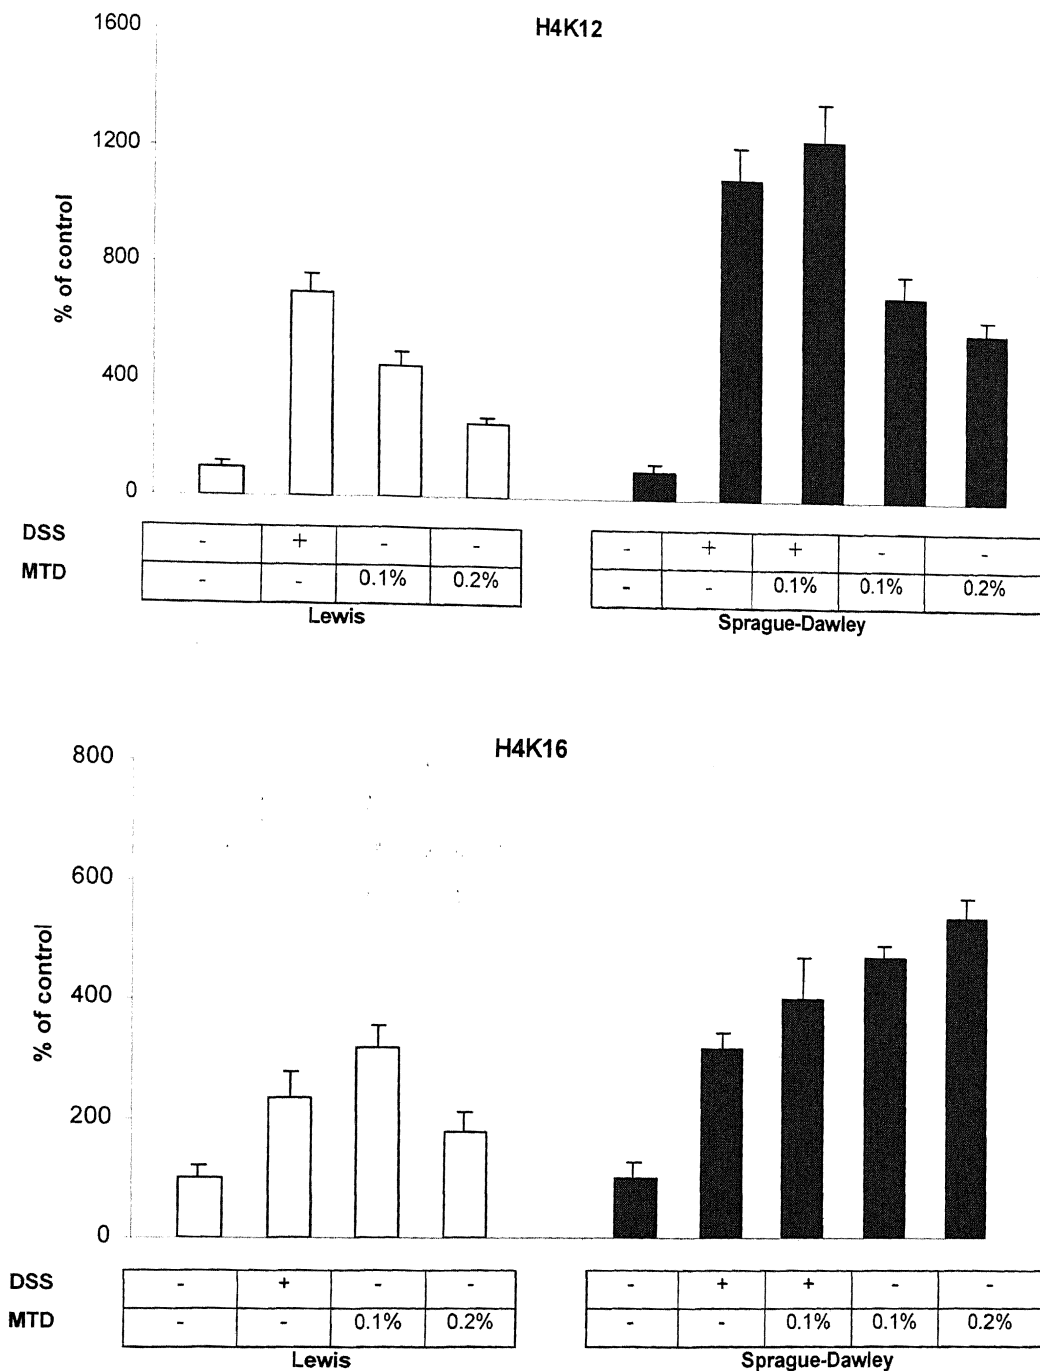 H4K12
1600
1200
800
400
0
% of control
DSS - + - - - + + - -
MTD - - 0.1% 0.2% - - 0.1% 0.1% 0.2%
Lewis Sprague-Dawley
H4K16
800
600
400
200
0
% of control
DSS - + - - - + + - -
MTD - - 0.1% 0.2% - - 0.1% 0.1% 0.2%
Lewis Sprague-Dawley